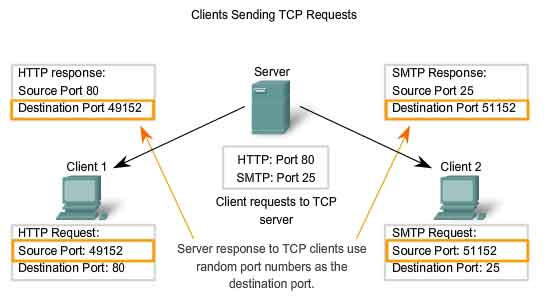 Clients Sending TCP Requests
HTTP response:
Source Port 80
Destination Port 49152
Server
SMTP Response:
Source Port 25
Destination Port 51152
Client 1
HTTP: Port 80
SMTP: Port 25
Client 2
Client requests to TCP
server
HTTP Request:
Source Port: 49152
Destination Port: 80
Server response to TCP clients use
random port numbers as the
destination port.
SMTP Request:
Source Port: 51152
Destination Port: 25